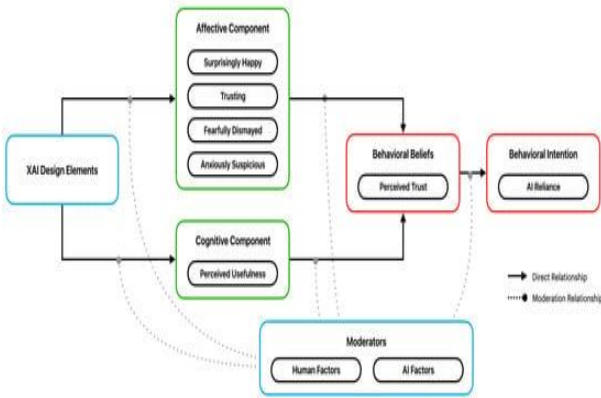 Affective Component
Surprisingly Happy
Trusting
Fearfully Dismayed
Anxiously Suspicious
XAI Design Elements
Behavioral Beliefs
Perceived Trust
Behavioral Intention
AI Reliance
Cognitive Component
Perceived Usefulness
Direct Relationship
Moderation Relationship
Moderators
Human Factors
AI Factors